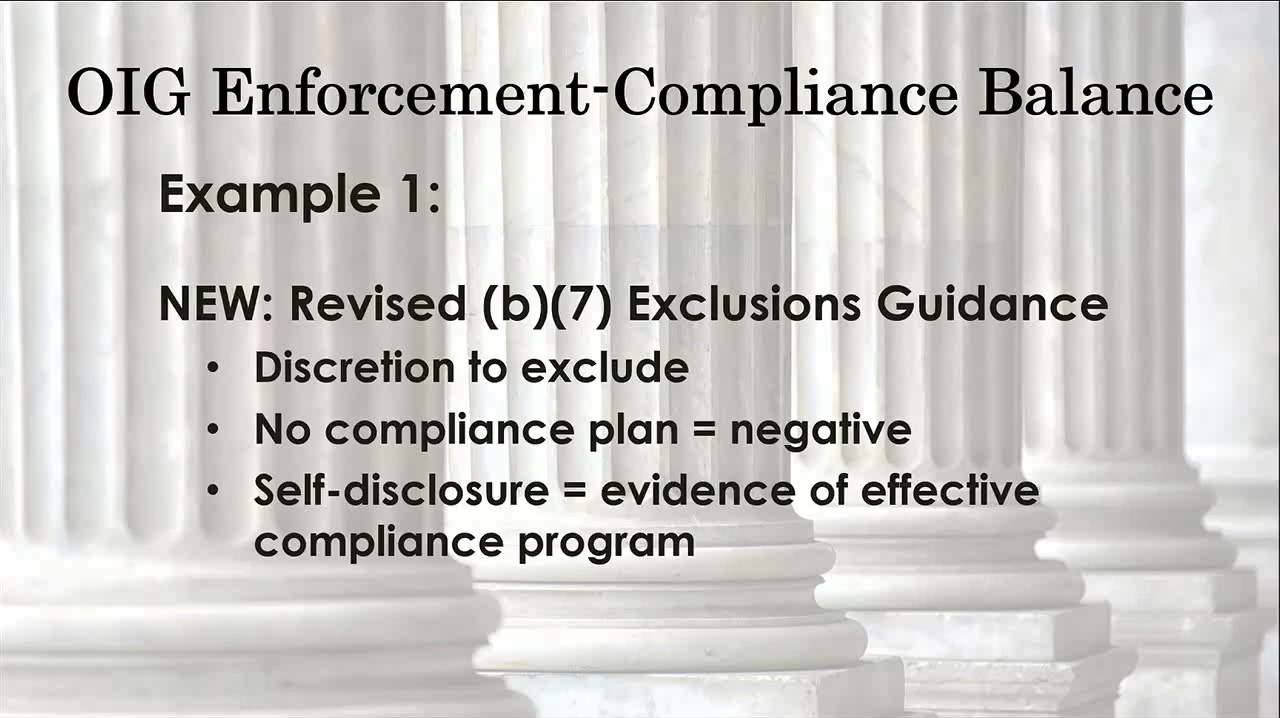 OIG Enforcement-Compliance Balance
Example 1:
NEW: Revised (b)(7) Exclusions Guidance
• Discretion to exclude
• No compliance plan = negative
• Self-disclosure = evidence of effective
compliance program